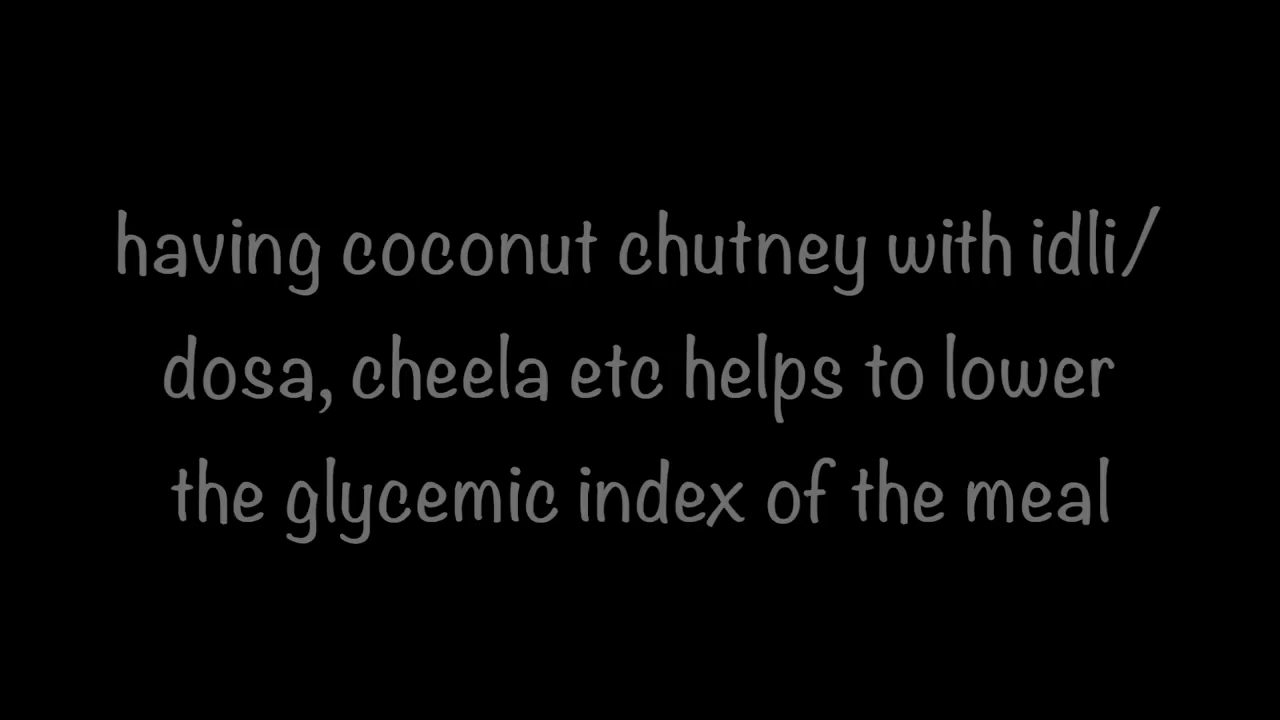 having coconut chutney with idli/
dosa, cheela etc helps to lower
the glycemic index of the meal